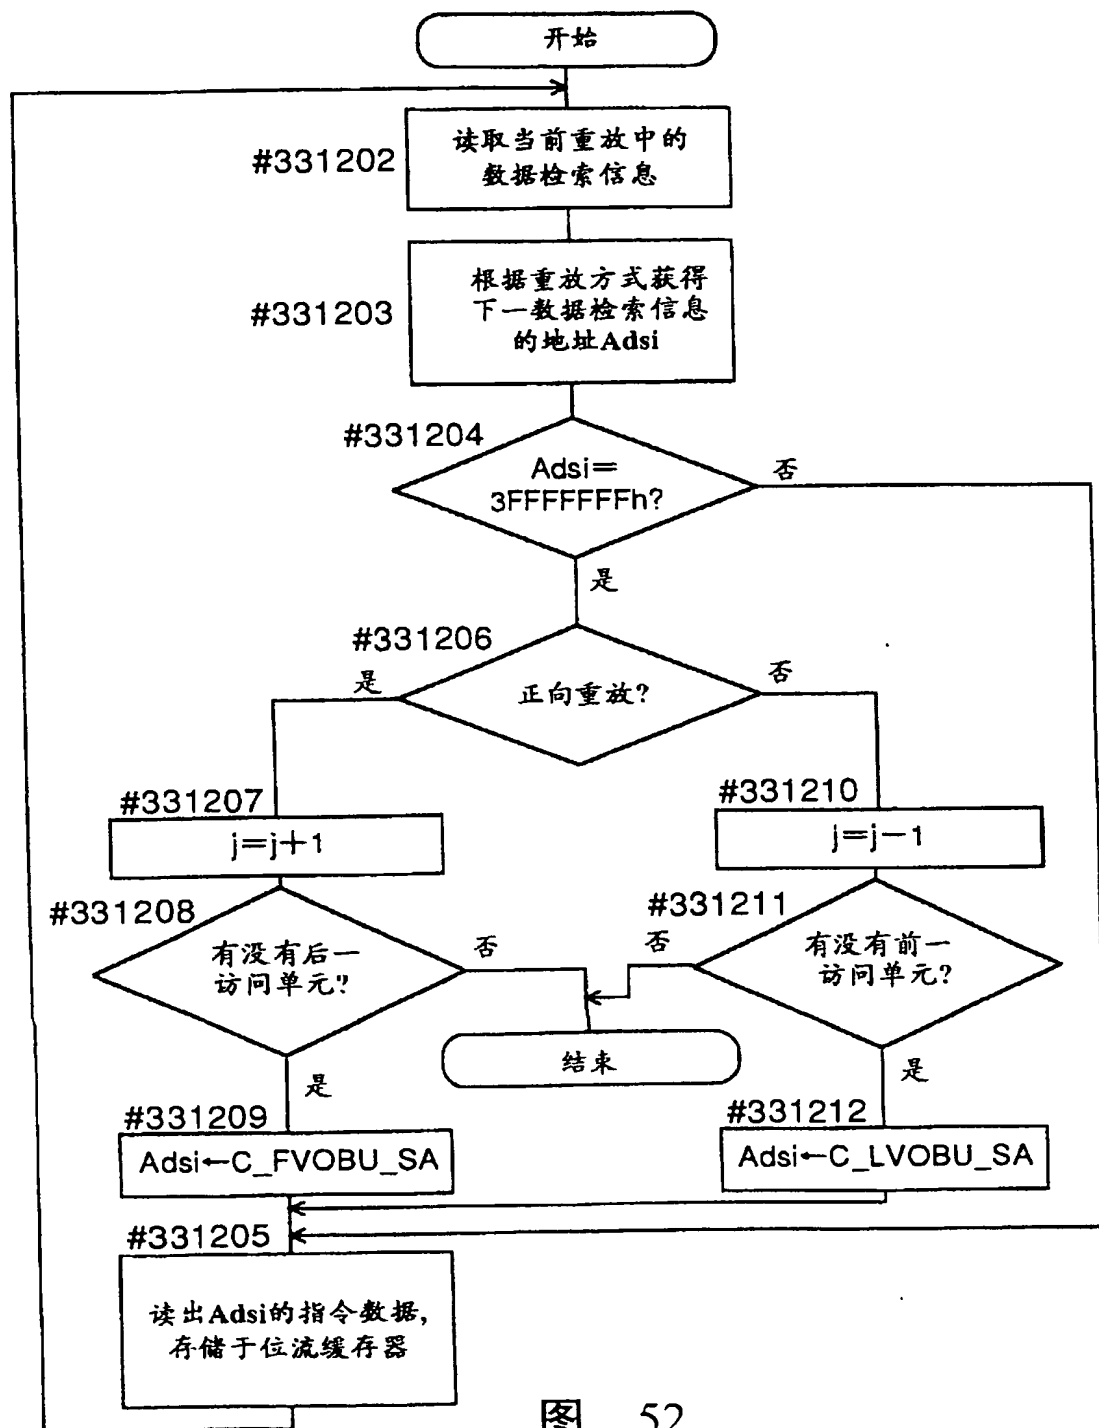 开始
#331202
读取当前重放中的
数据检索信息
#331203
根据重放方式获得
下一数据检索信息
的地址Adsi
#331204
Adsi=
3FFFFFFFh?
否
是
#331206
正向重放?
是
否
#331207
j=j+1
#331210
j=j-1
#331208
有没有后一
访问单元?
否
#331211
有没有前一
访问单元?
否
结束
是
是
#331209
Adsi←C_FVOBU_SA
#331212
Adsi←C_LVOBU_SA
#331205
读出Adsi的指令数据,
存储于位流缓存器
图 52